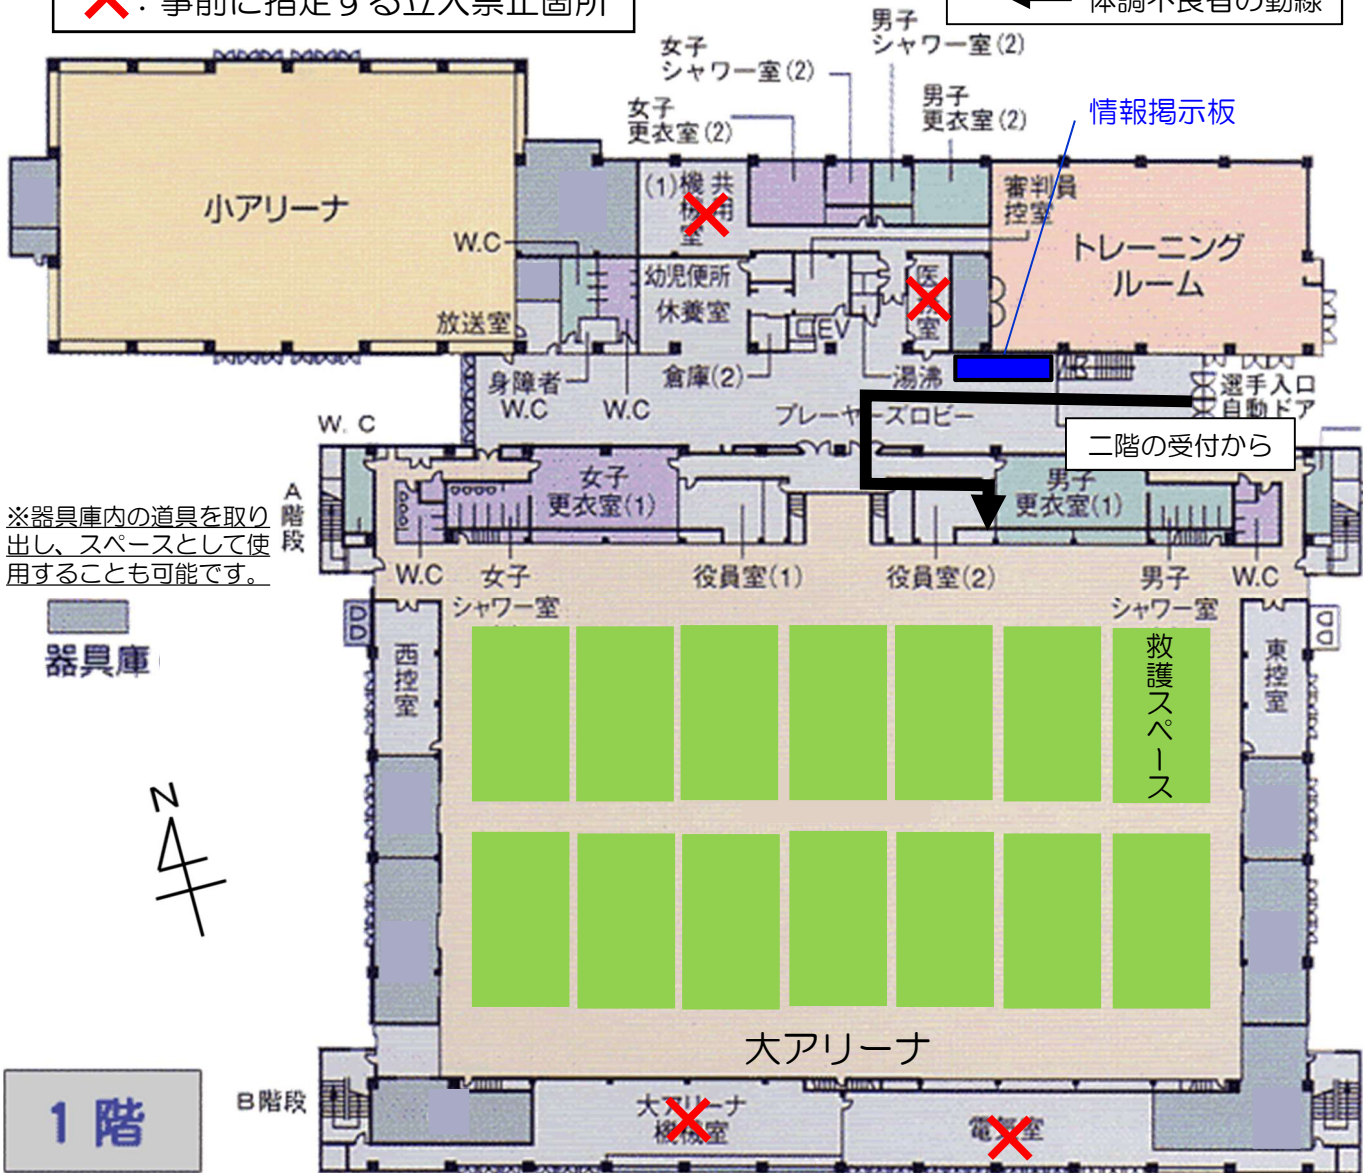 ×：事前に指定する立入禁止箇所
体調不良者の動線
男子
シャワー室(2)
女子
シャワー室(2)
女子
更衣室(2)
男子
更衣室(2)
情報掲示板
小アリーナ
(1)機械室
共用
審判員
控室
トレーニング
ルーム
W.C
幼児便所
休養室
医務室
放送室
EV
身障者
W.C
W.C
倉庫(2)
湯沸
プレーヤーズロビー
選手入口
自動ドア
二階の受付から
W.C
A階段
女子
更衣室(1)
男子
更衣室(1)
※器具庫内の道具を取り
出し、スペースとして使
用することも可能です。
器具庫
W.C
女子
シャワー室
役員室(1)
役員室(2)
男子
シャワー室
W.C
西控室
救護スペース
東控室
N
大アリーナ
B階段
大アリーナ
機械室
電気室
1階